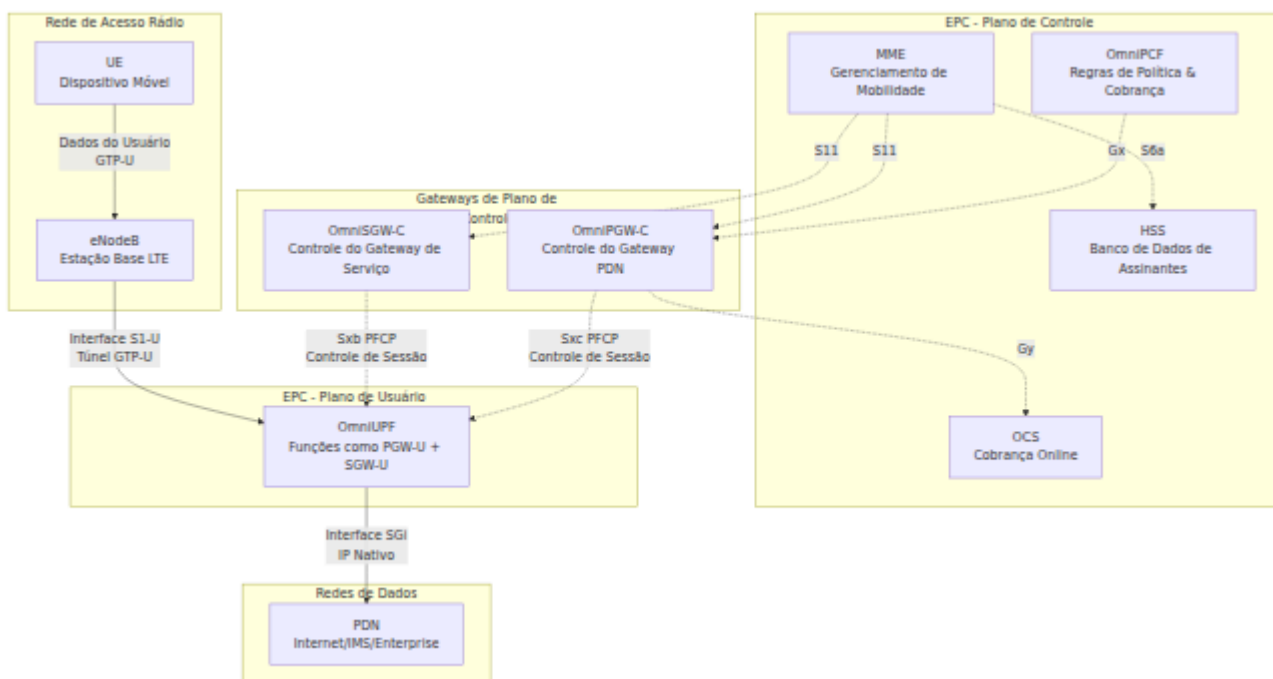 Rede de Acesso Rádio
UE
Dispositivo Móvel
Dados do Usuário
GTP-U
eNodeB
Estação Base LTE
Interface S1-U
Túnel GTP-U
EPC - Plano de Controle
MME
Gerenciamento de
Mobilidade
OmniPCF
Regras de Política &
Cobrança
S11
S11
Gx
S6a
HSS
Banco de Dados de
Assinantes
Gateways de Plano de
ontrol
OmniSGW-C
Controle do Gateway de
Serviço
OmniPGW-C
Controle do Gateway
PDN
Sxb PFCP
Controle de Sessão
Sxc PFCP
Controle de Sessão
Gy
OCS
Cobrança Online
EPC - Plano de Usuário
OmniUPF
Funções como PGW-U +
SGW-U
Interface SGi
IP Nativo
Redes de Dados
PDN
Internet/IMS/Enterprise